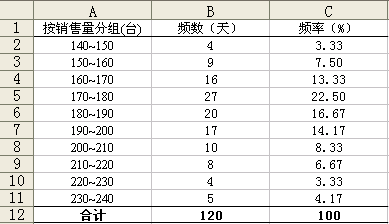 A B C
1 按销售量分组(台) 频数（天） 频率（%）
2 140~150 4 3.33
3 150~160 9 7.50
4 160~170 16 13.33
5 170~180 27 22.50
6 180~190 20 16.67
7 190~200 17 14.17
8 200~210 10 8.33
9 210~220 8 6.67
10 220~230 4 3.33
11 230~240 5 4.17
12 合计 120 100